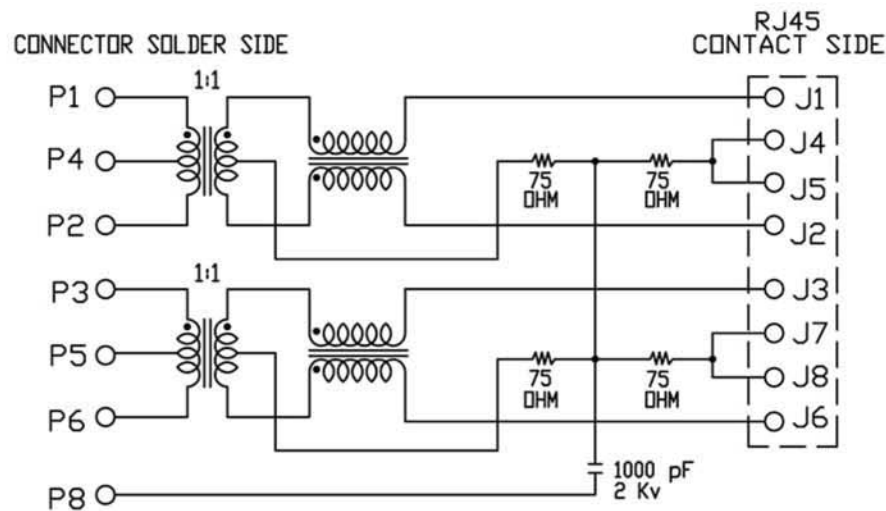 CONNECTOR SOLDER SIDE
RJ45
CONTACT SIDE
1:1
P1
J1
P4
J4
75
OHM
75
OHM
J5
P2
J2
1:1
P3
J3
P5
J7
75
OHM
75
OHM
J8
P6
J6
1000 pF
2 Kv
P8